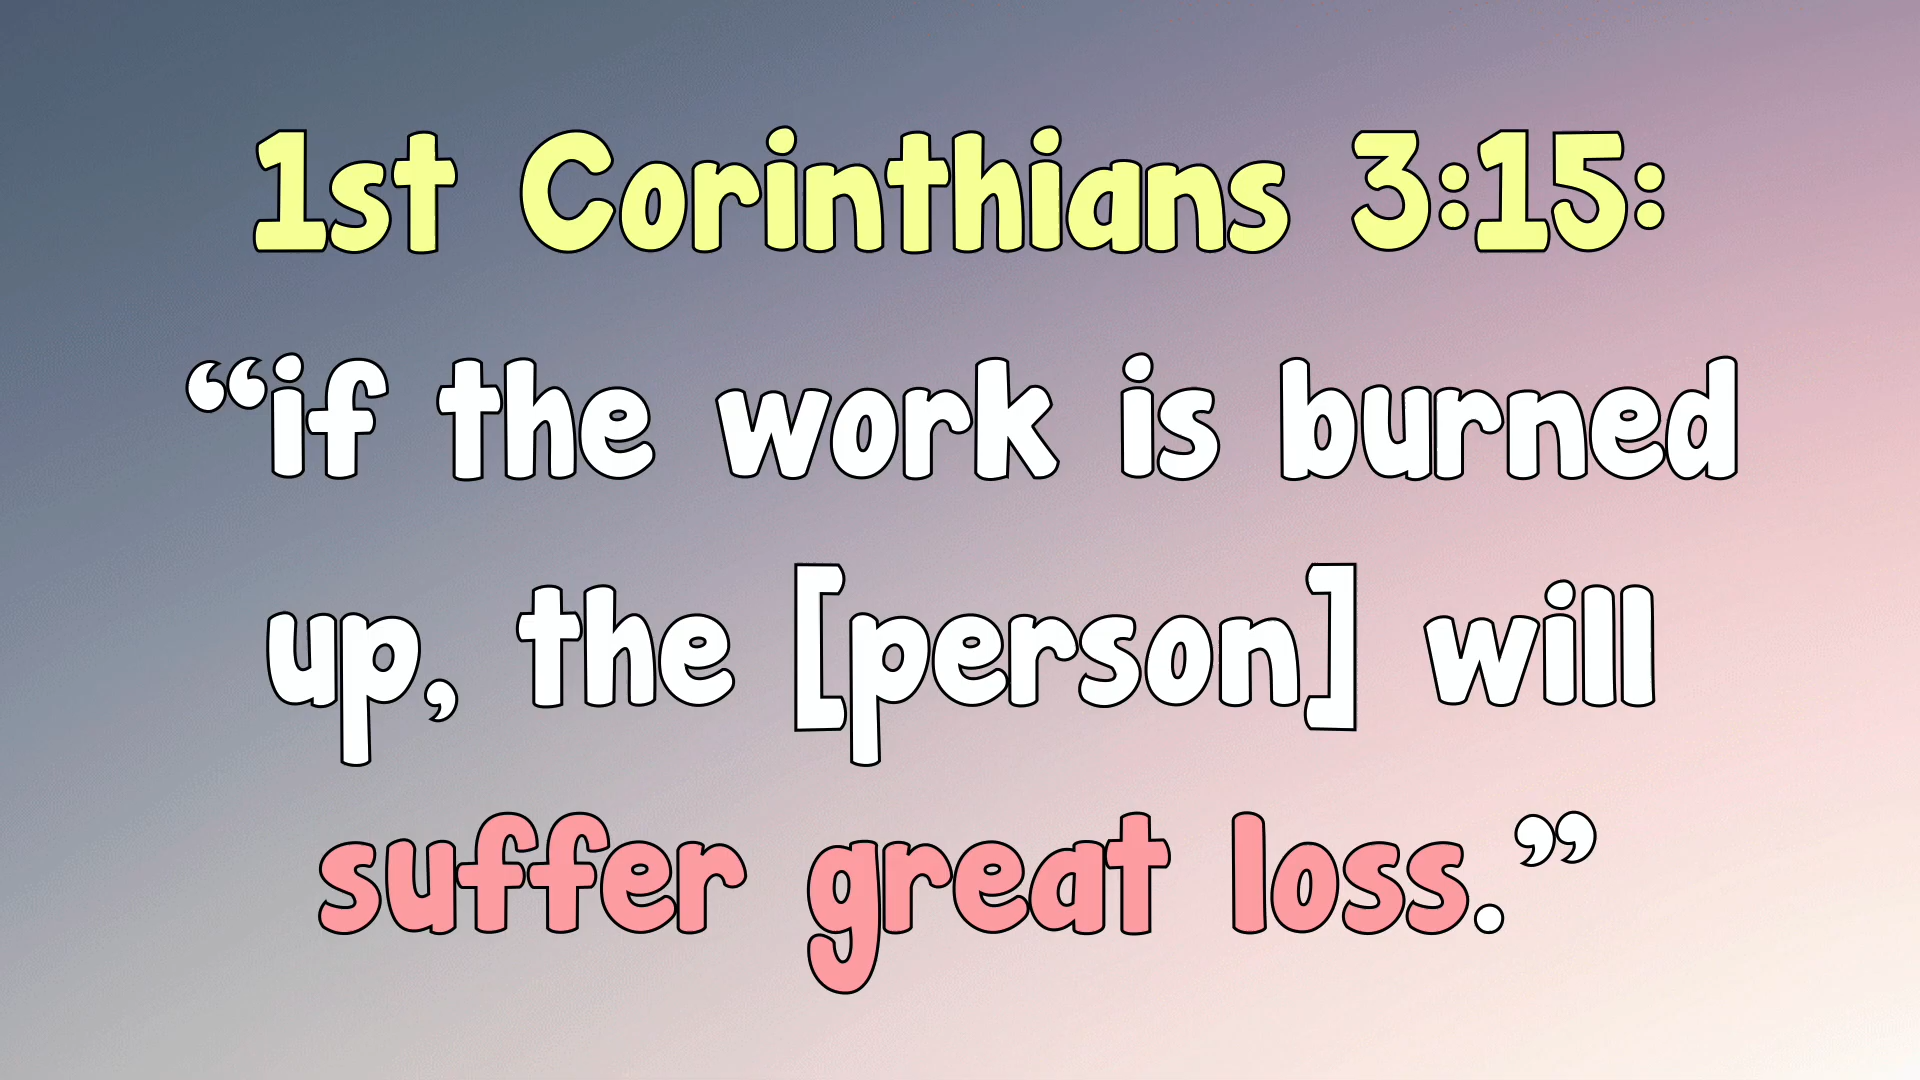 1st Corinthians 3:15:
“if the work is burned
up, the [person] will
suffer great loss.”